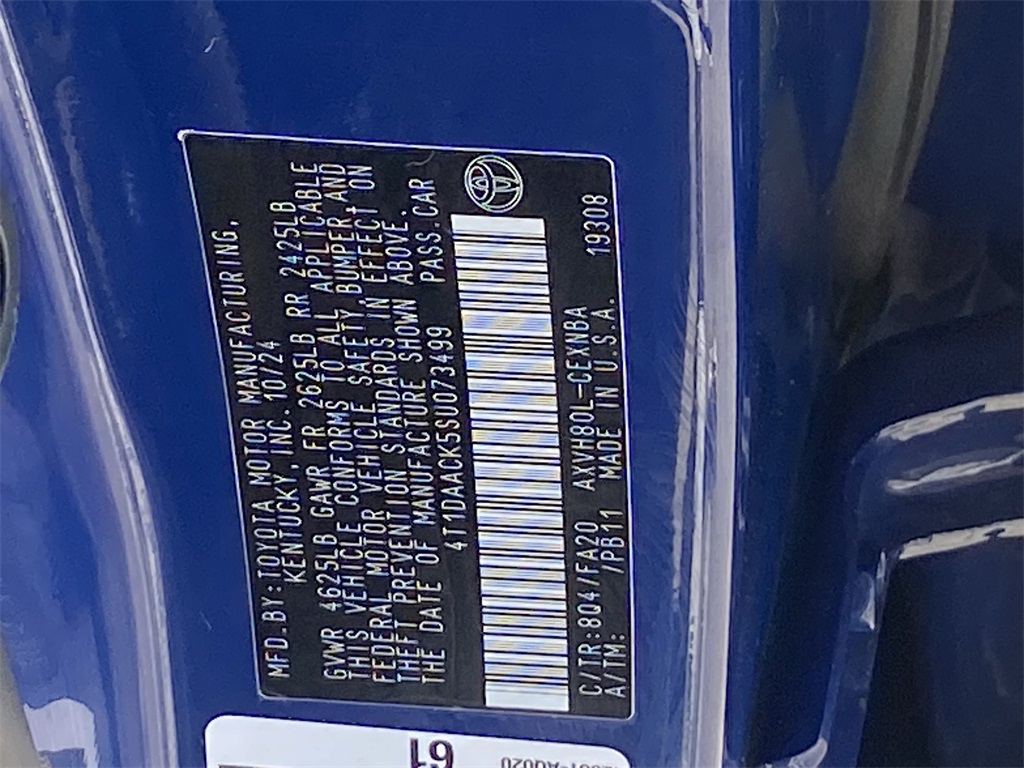 MFD.BY:TOYOTA MOTOR MANUFACTURING,
KENTUCKY, INC. 10/24
GVWR 4625LB GAWR FR 2625LB RR 2425LB
THIS VEHICLE CONFORMS TO ALL APPLICABLE
FEDERAL MOTOR VEHICLE SAFETY,BUMPER, AND
THEFT PREVENTION STANDARDS IN EFFECT ON
THE DATE OF MANUFACTURE SHOWN ABOVE.
4T1DAACK5SU073499 PASS.CAR
C/TR:8Q4/FA20 AXVH80L-CEXNBA 19308
A/TM: /PB11 MADE IN U.S.A.
61